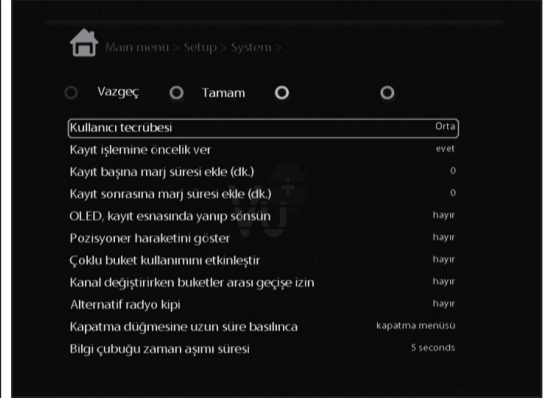 Main menu > Setup > System >
Vazgeç Tamam
Kullanıcı tecrübesi Orta
Kayıt işlemine öncelik ver evet
Kayıt başına marj süresi ekle (dk.) 0
Kayıt sonrasına marj süresi ekle (dk.) 0
OLED, kayıt esnasında yanıp sönsün hayır
Pozisyoner haraketini göster hayır
Çoklu buket kullanımını etkinleştir hayır
Kanal değiştirirken buketler arası geçişe izin hayır
Alternatif radyo kipi hayır
Kapatma düğmesine uzun süre basılınca kapatma menüsü
Bilgi çubuğu zaman aşımı süresi 5 seconds